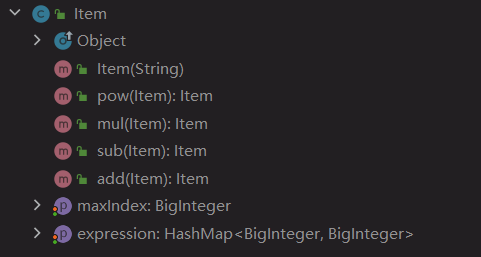 Item
Object
Item(String)
pow(Item): Item
mul(Item): Item
sub(Item): Item
add(Item): Item
maxIndex: BigInteger
expression: HashMap<BigInteger, BigInteger>